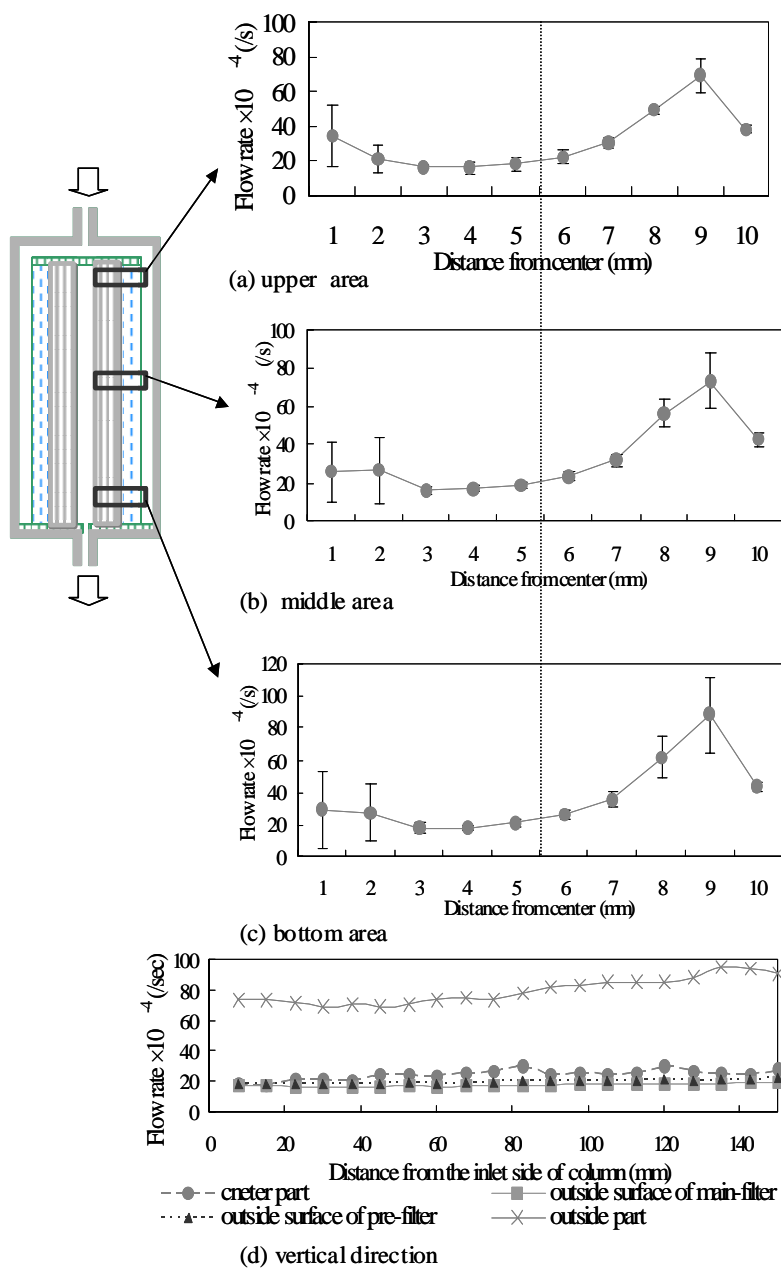 100
80
60
40
20
0
Flow rate ×10 -4 (/s)
1 2 3 4 5 6 7 8 9 10
Distance from center (mm)
(a) upper area
100
80
60
40
20
0
Flow rate ×10 -4 (/s)
1 2 3 4 5 6 7 8 9 10
Distance from center (mm)
(b) middle area
120
100
80
60
40
20
0
Flow rate ×10 -4 (/s)
1 2 3 4 5 6 7 8 9 10
Distance from center (mm)
(c) bottom area
100
80
60
40
20
0
Flow rate ×10 -4 (/sec)
0 20 40 60 80 100 120 140
Distance from the inlet side of column (mm)
cneter part
outside surface of main-filter
outside surface of pre-filter
outside part
(d) vertical direction